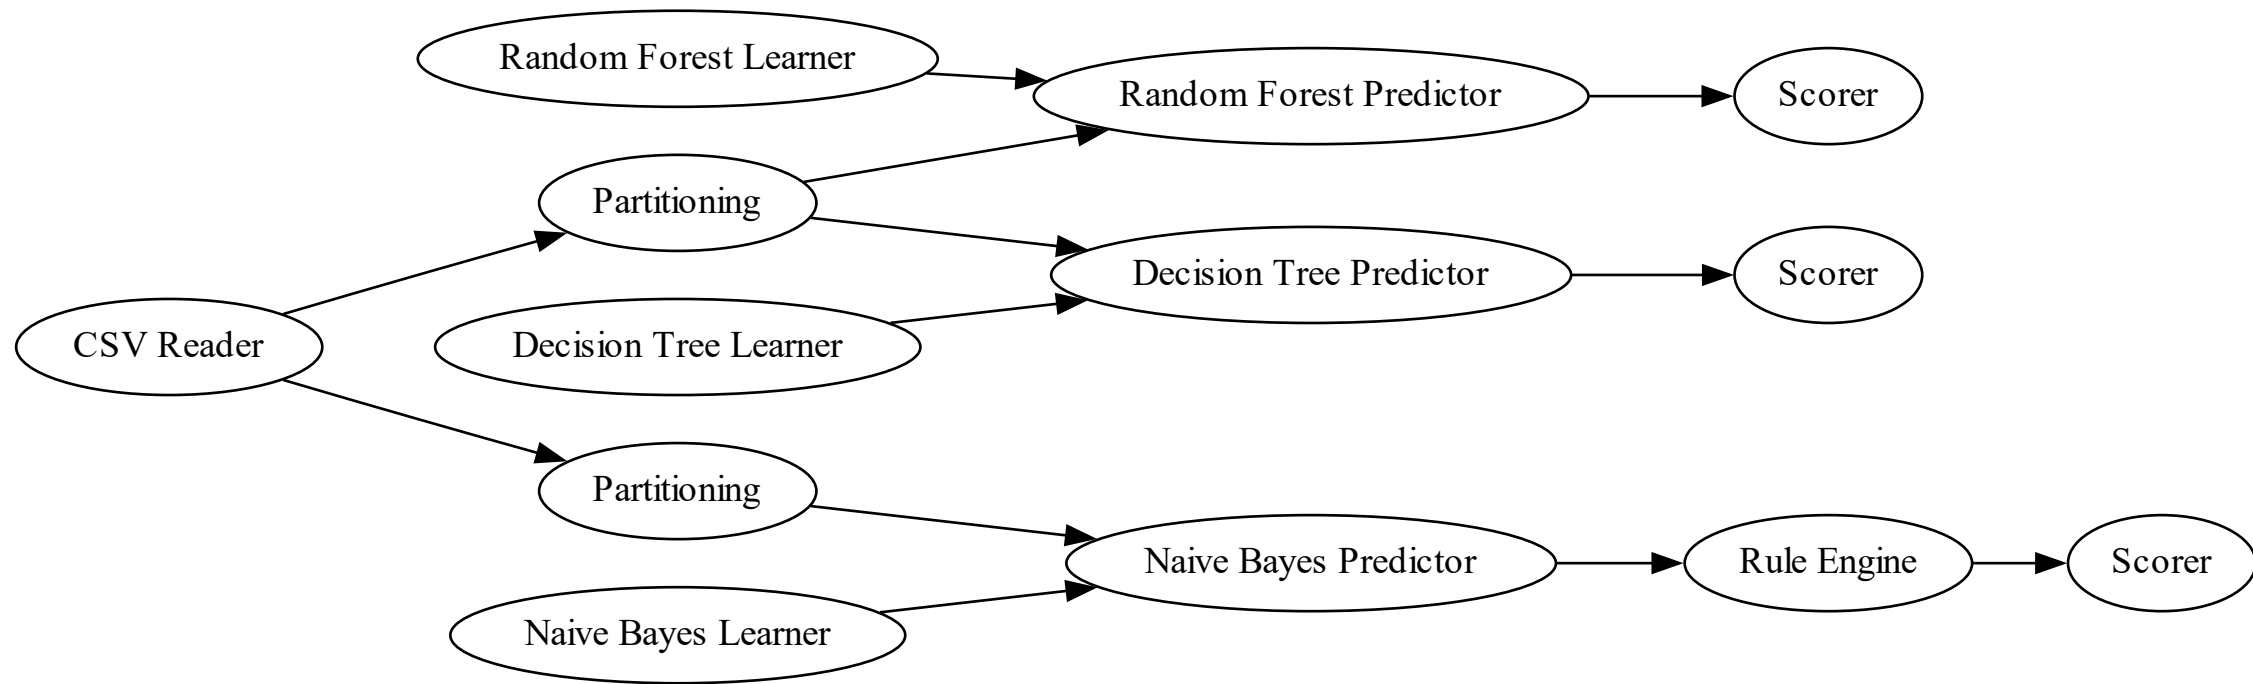 Random Forest Learner
Random Forest Predictor
Scorer
Partitioning
Decision Tree Predictor
Scorer
CSV Reader
Decision Tree Learner
Partitioning
Naive Bayes Predictor
Rule Engine
Scorer
Naive Bayes Learner